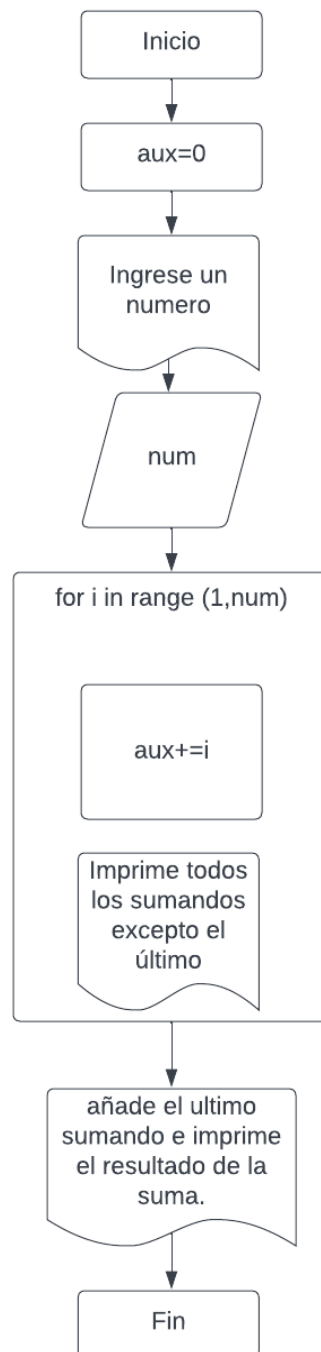 Inicio
aux=0
Ingrese un
numero
num
for i in range (1,num)
aux+=i
Imprime todos
los sumandos
excepto el
último
añade el ultimo
sumando e imprime
el resultado de la
suma.
Fin